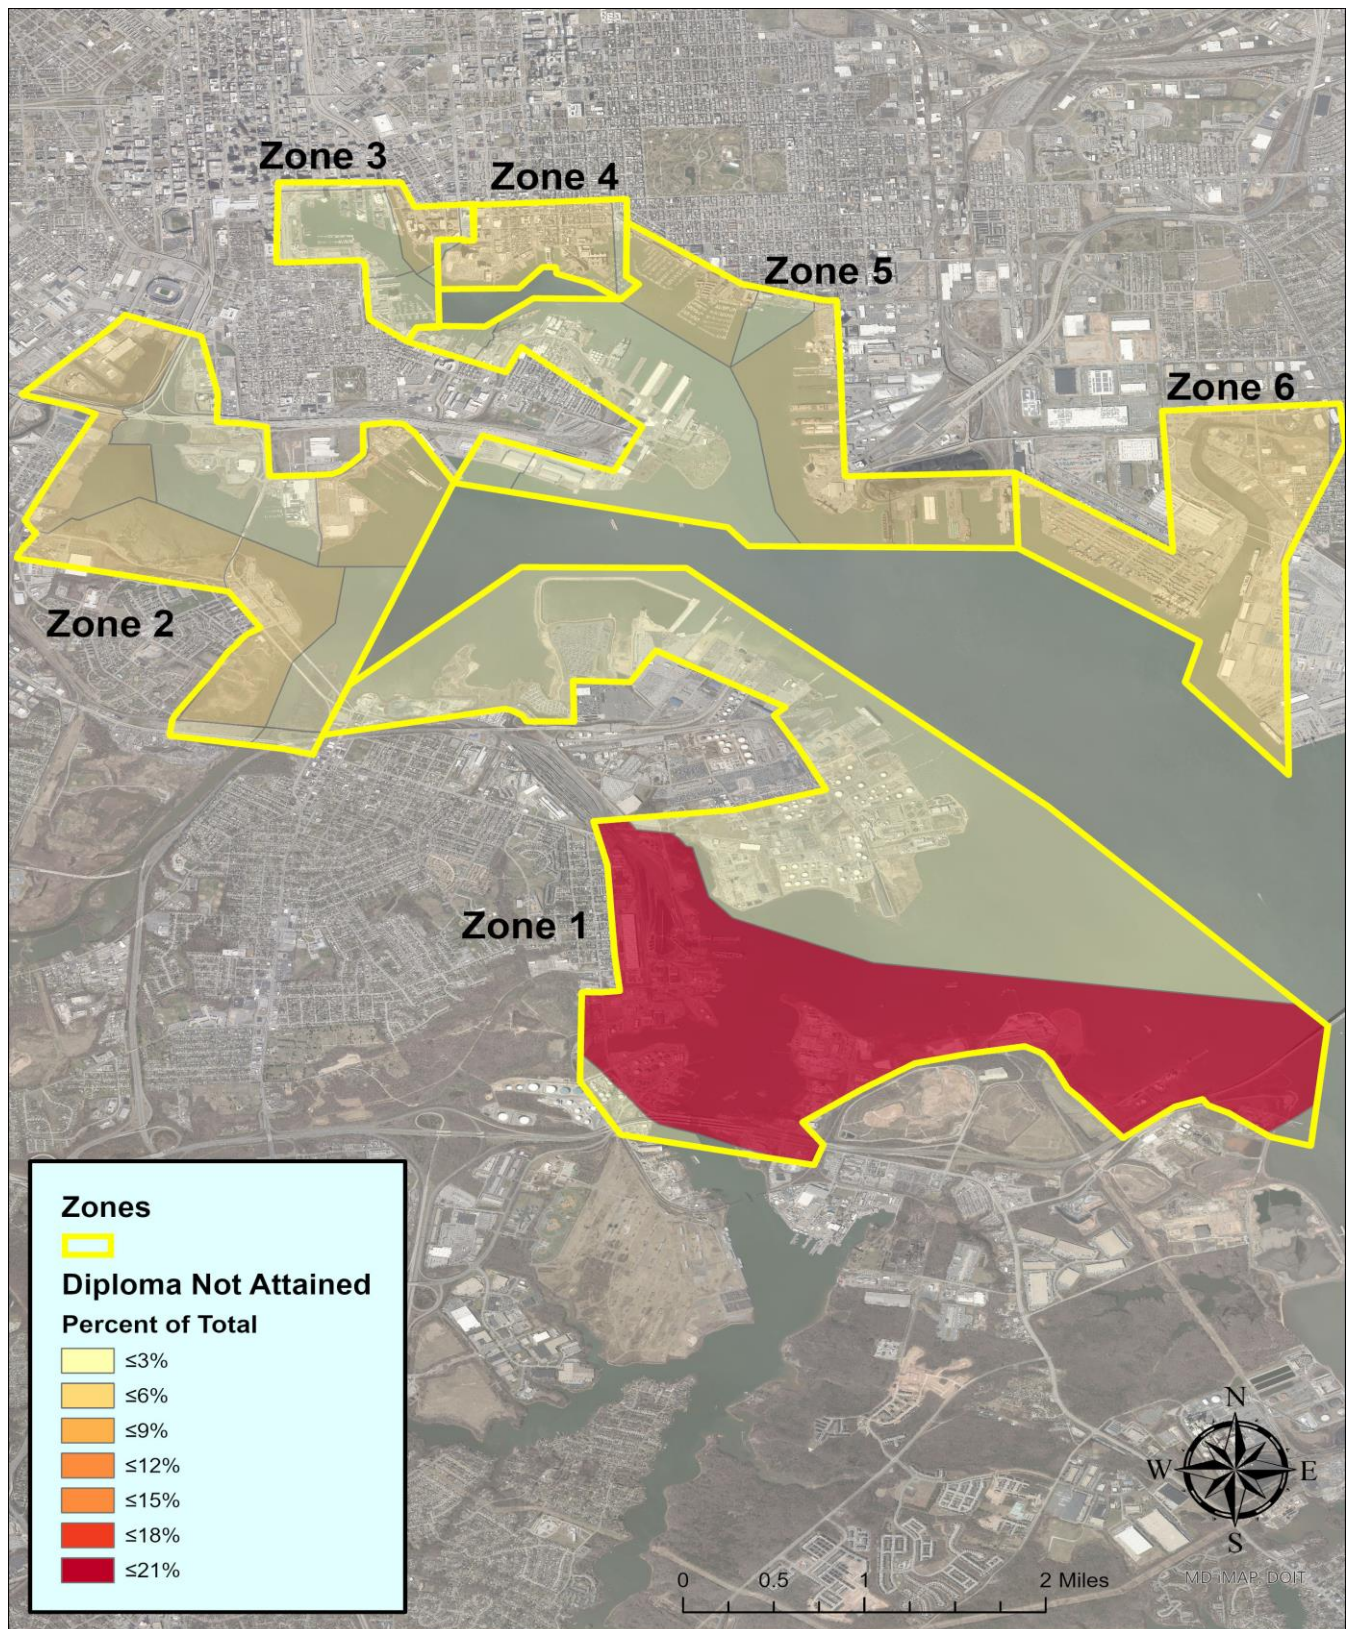 Zone 3
Zone 4
Zone 5
Zone 6
Zone 2
Zone 1
Zones
Diploma Not Attained
Percent of Total
≤3%
≤6%
≤9%
≤12%
≤15%
≤18%
≤21%
N
W E
S
0 0.5 1 2 Miles
MD iMAP, DOIT